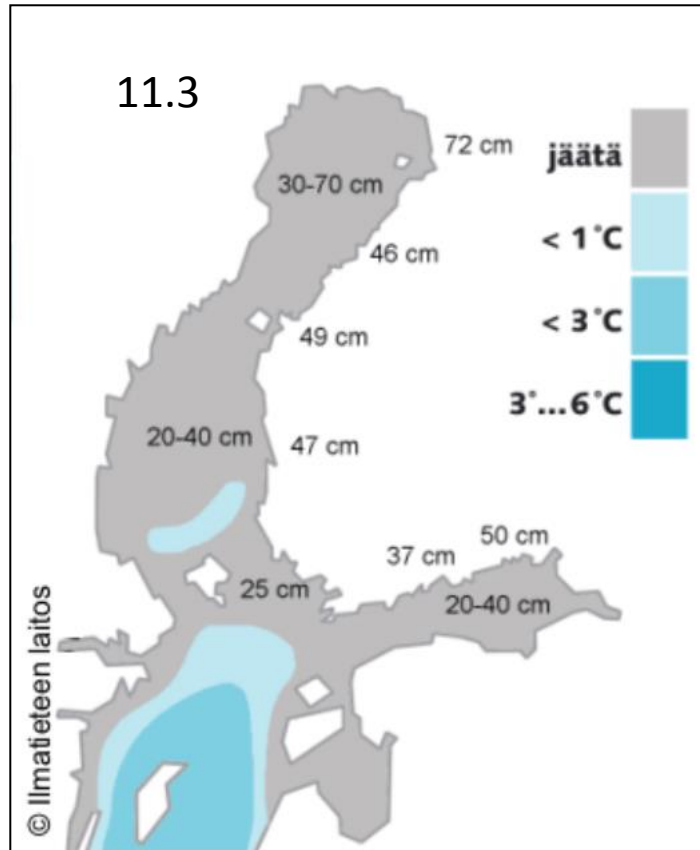 11.3
72 cm
30-70 cm
46 cm
49 cm
20-40 cm
47 cm
50 cm
37 cm
25 cm
20-40 cm
jäätä
< 1°C
< 3°C
3°...6°C
© Ilmatieteen laitos